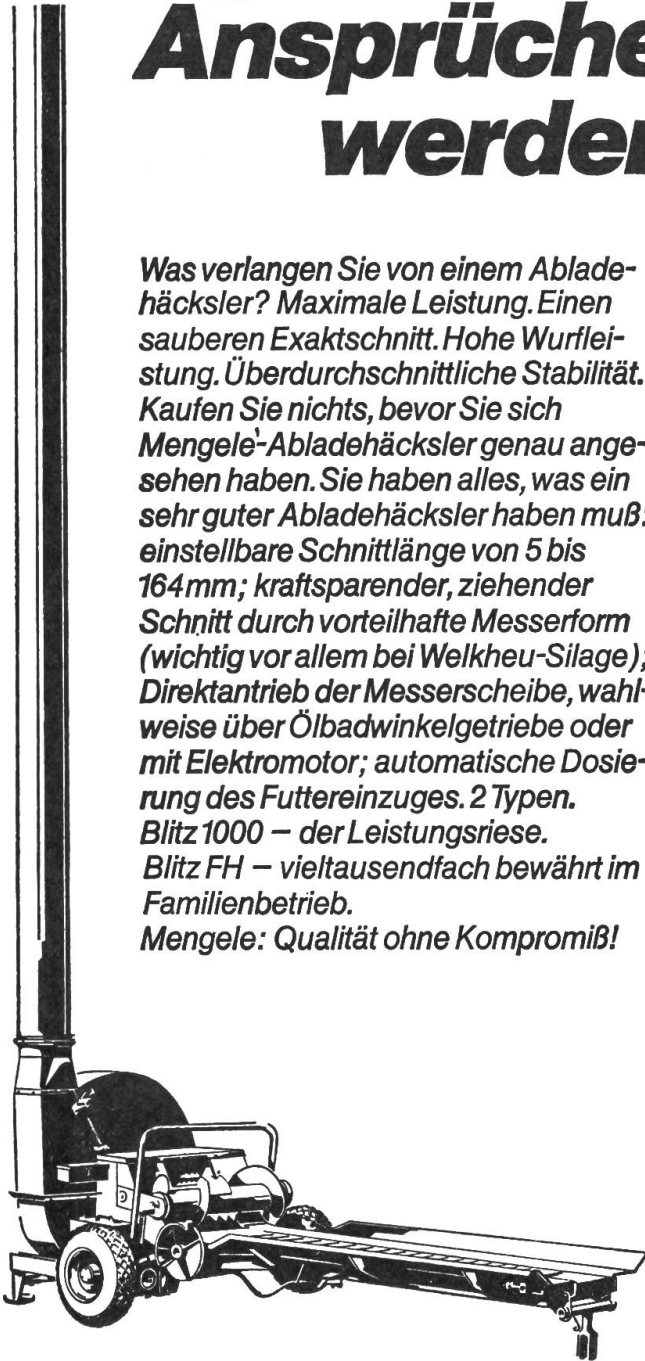 Ansprüche
werden
Was verlangen Sie von einem Ablade-
häcksler? Maximale Leistung. Einen
sauberen Exaktschnitt. Hohe Wurflei-
stung. Überdurchschnittliche Stabilität.
Kaufen Sie nichts, bevor Sie sich
Mengele-Abladehäcksler genau ange-
sehen haben. Sie haben alles, was ein
sehr guter Abladehäcksler haben muß:
einstellbare Schnittlänge von 5 bis
164mm; kraftsparender, ziehender
Schnitt durch vorteilhafte Messerform
(wichtig vor allem bei Welkheu-Silage);
Direktantrieb der Messerscheibe, wahl-
weise über Ölbadwinkelgetriebe oder
mit Elektromotor; automatische Dosie-
rung des Futtereinzuges. 2 Typen.
Blitz 1000 – der Leistungsriese.
Blitz FH – vieltausendfach bewährt im
Familienbetrieb.
Mengele: Qualität ohne Kompromiß!